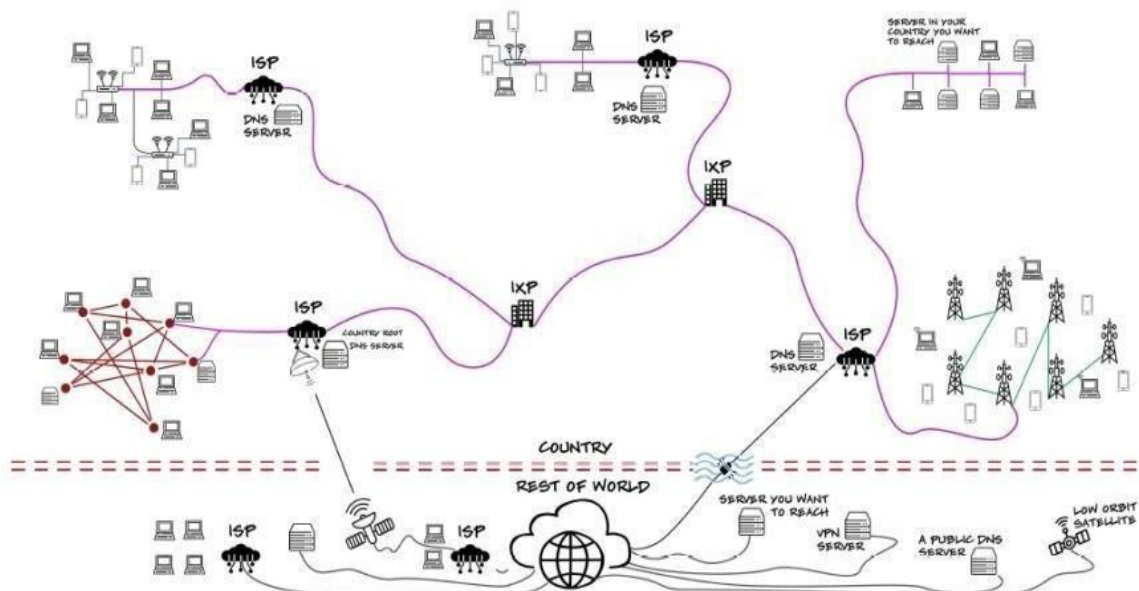 ISP
DNS
SERVER
ISP
DNS
SERVER
SERVER IN YOUR
COUNTRY YOU WANT
TO REACH
IXP
IXP
ISP
COUNTRY ROOT
DNS SERVER
DNS
SERVER
ISP
COUNTRY
REST OF WORLD
ISP
ISP
SERVER YOU WANT
TO REACH
VPN
SERVER
A PUBLIC DNS
SERVER
LOW ORBIT
SATELLITE